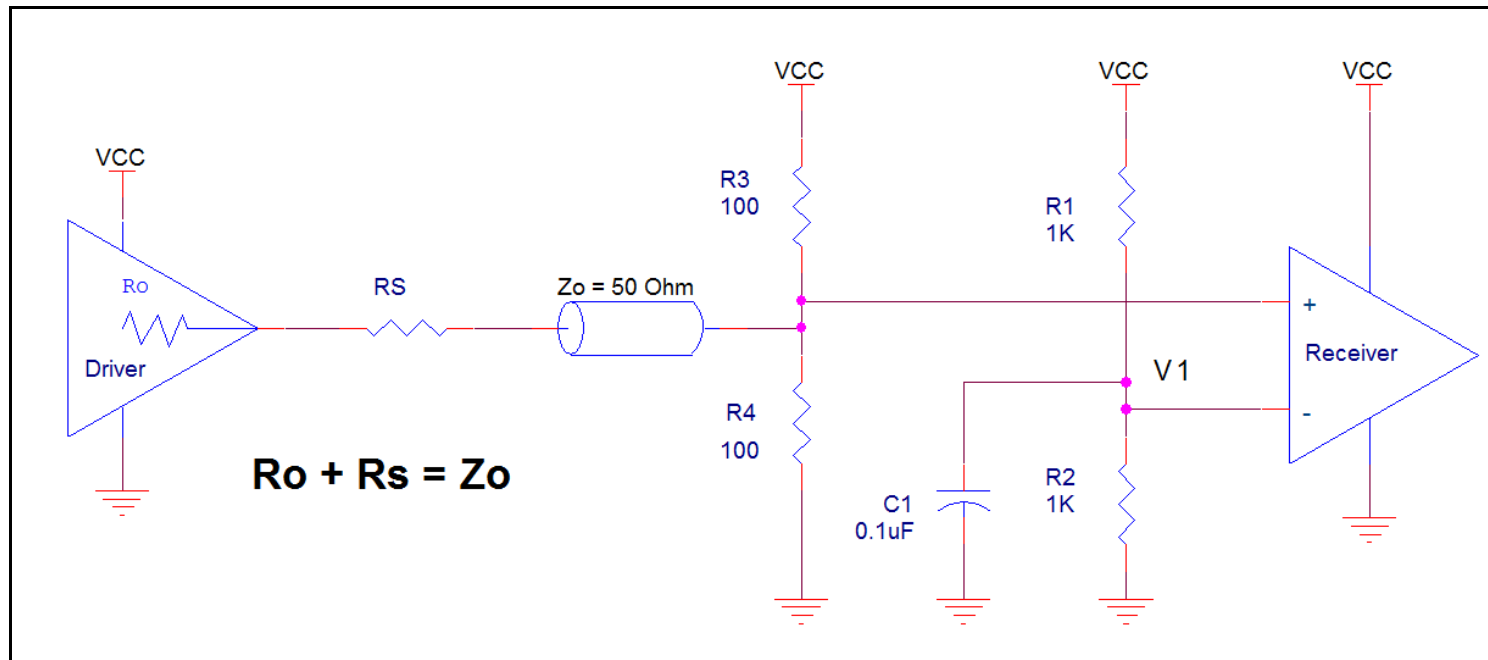 VCC
VCC
VCC
VCC
R3
100
R1
1K
Ro
RS
Zo = 50 Ohm
+
Receiver
Driver
V1
-
R4
100
Ro + Rs = Zo
R2
1K
C1
0.1uF